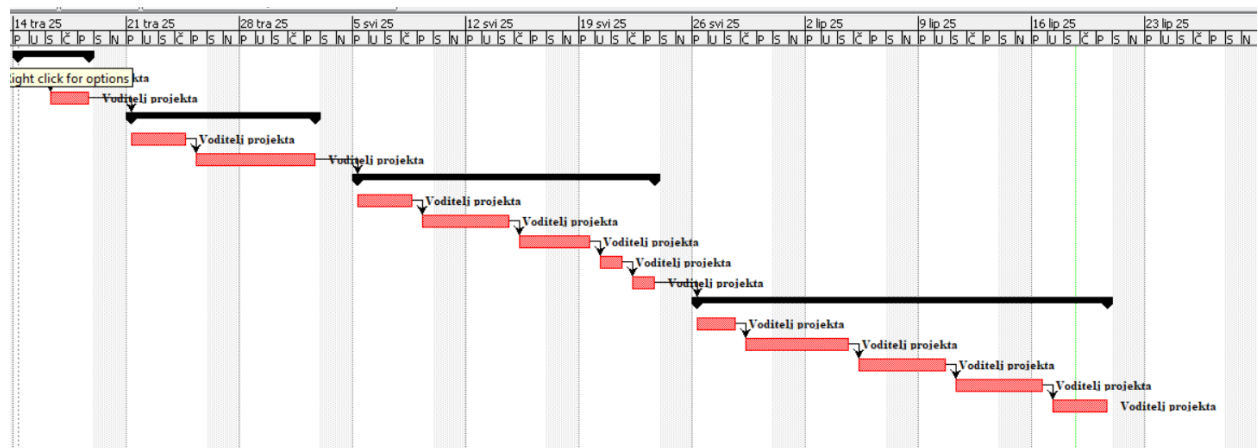 14 tra 25 21 tra 25 28 tra 25 5 svi 25 12 svi 25 19 svi 25 26 svi 25 2 lip 25 9 lip 25 16 lip 25 23 lip 25
P U S Č P S N P U S Č P S N P U S Č P S N P U S Č P S N P U S Č P S N P U S Č P S N P U S Č P S N P U S Č P S N P U S Č P S N P U S Č P S N P U S Č P S N
ight click for options kta
Voditelj projekta
Voditelj projekta
Voditelj projekta
Voditelj projekta
Voditelj projekta
Voditelj projekta
Voditelj projekta
Voditelj projekta
Voditelj projekta
Voditelj projekta
Voditelj projekta
Voditelj projekta
Voditelj projekta